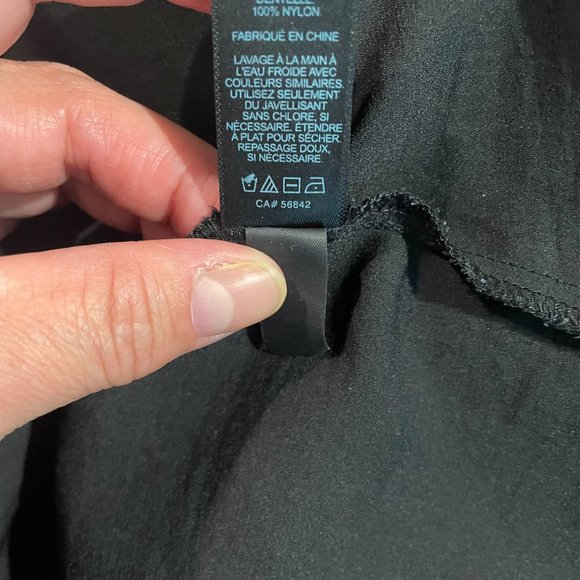 DENTELLE:
100% NYLON
FABRIQUÉ EN CHINE
LAVAGE À LA MAIN À
L'EAU FROIDE AVEC
COULEURS SIMILAIRES.
UTILISEZ SEULEMENT
DU JAVELLISANT
SANS CHLORE, SI
NÉCESSAIRE. ÉTENDRE
À PLAT POUR SÉCHER.
REPASSAGE DOUX,
SI NÉCESSAIRE.
CA# 56842